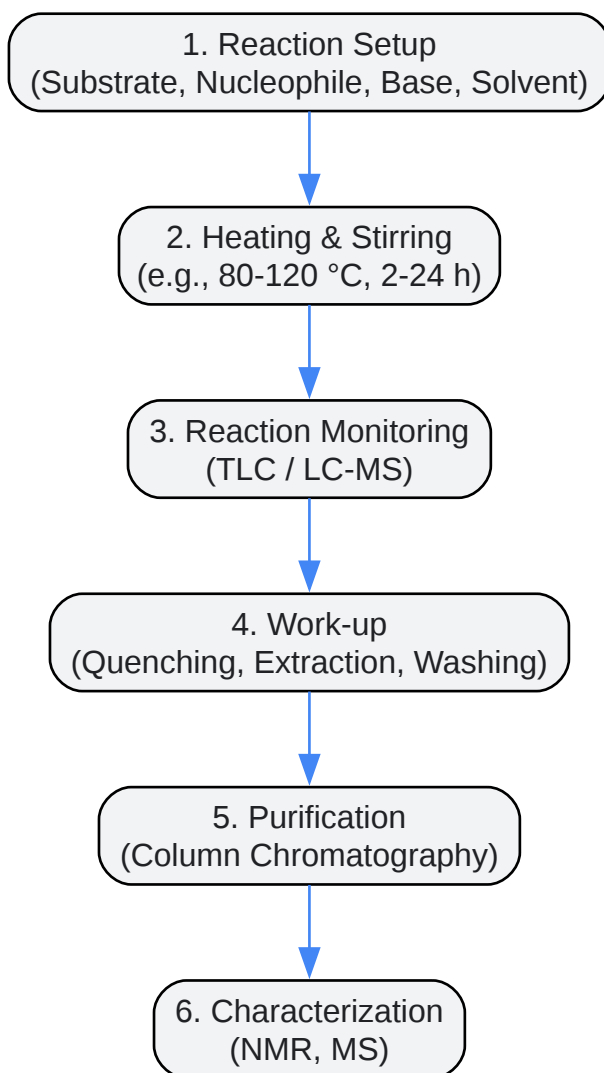 1. Reaction Setup
(Substrate, Nucleophile, Base, Solvent)
2. Heating & Stirring
(e.g., 80-120 °C, 2-24 h)
3. Reaction Monitoring
(TLC / LC-MS)
4. Work-up
(Quenching, Extraction, Washing)
5. Purification
(Column Chromatography)
6. Characterization
(NMR, MS)